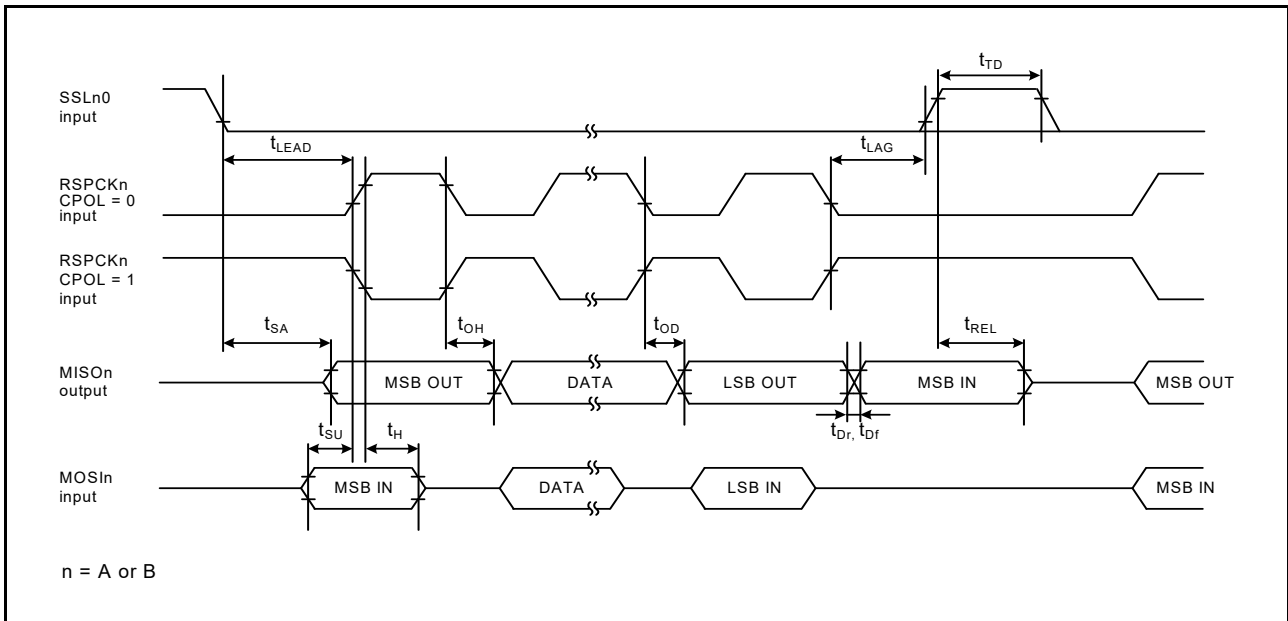 tTD
SSLn0
input
tLEAD
tLAG
RSPCKn
CPOL = 0
input
RSPCKn
CPOL = 1
input
tSA
tOH
tOD
tREL
MISOn
output
MSB OUT
DATA
LSB OUT
MSB IN
MSB OUT
tSU
tH
tDr, tDf
MOSIn
input
MSB IN
DATA
LSB IN
MSB IN
n = A or B